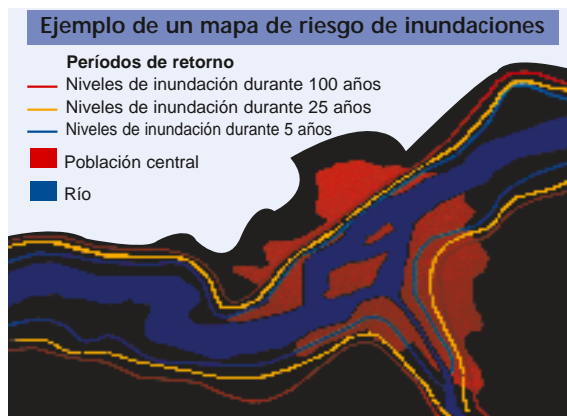 Ejemplo de un mapa de riesgo de inundaciones
Períodos de retorno
Niveles de inundación durante 100 años
Niveles de inundación durante 25 años
Niveles de inundación durante 5 años
Población central
Río